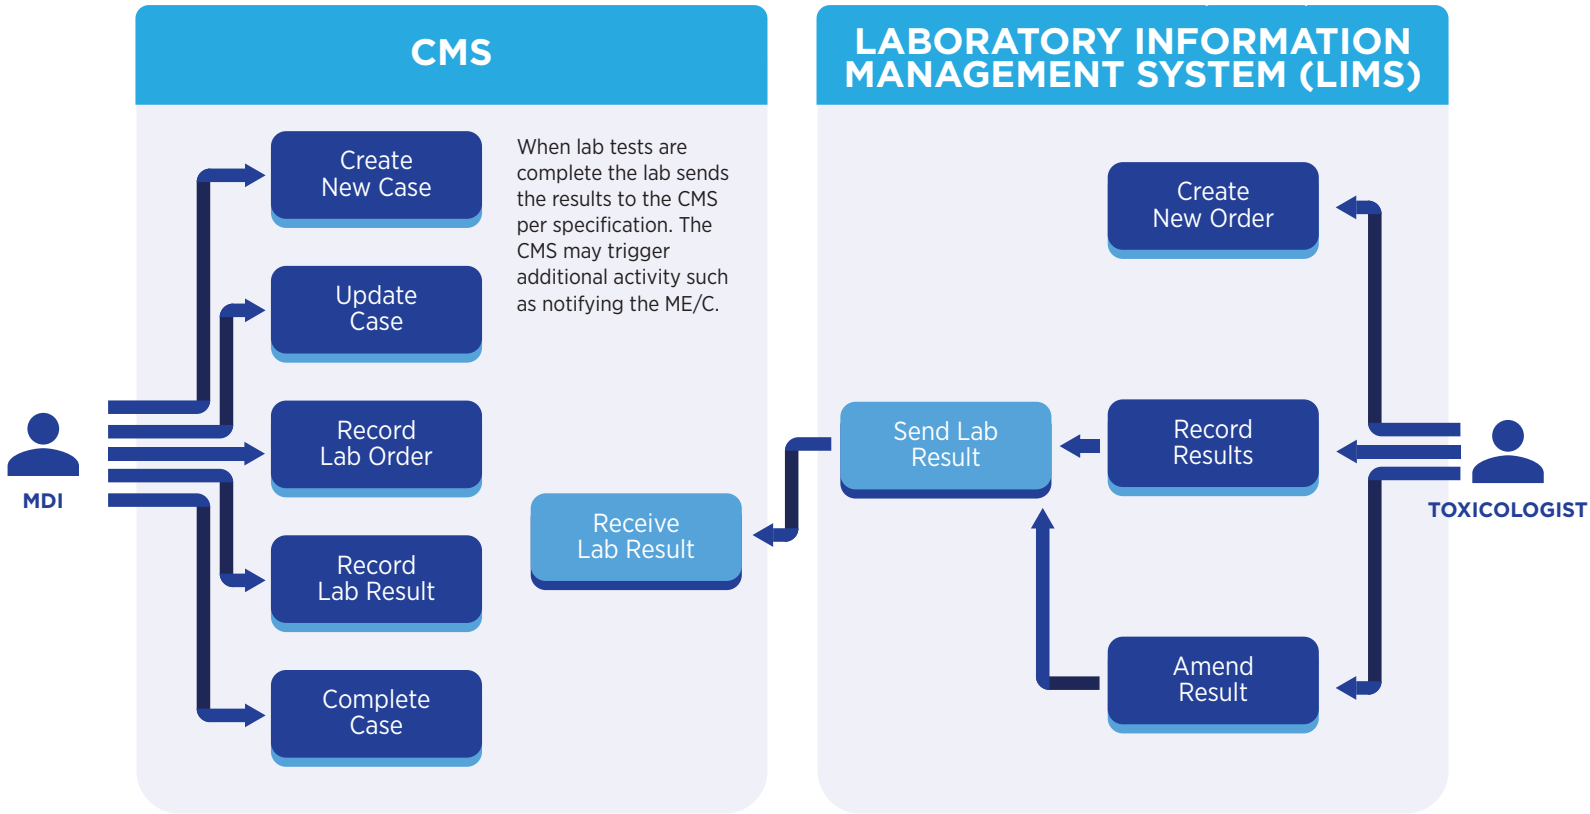 CMS
LABORATORY INFORMATION
MANAGEMENT SYSTEM (LIMS)
Create
New Case
When lab tests are
complete the lab sends
the results to the CMS
per specification. The
CMS may trigger
additional activity such
as notifying the ME/C.
Update
Case
Record
Lab Order
Record
Lab Result
Complete
Case
MDI
Receive
Lab Result
Send Lab
Result
Create
New Order
Record
Results
Amend
Result
TOXICOLOGIST